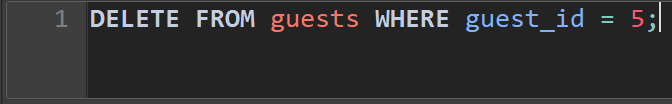 1 DELETE FROM guests WHERE guest_id = 5;